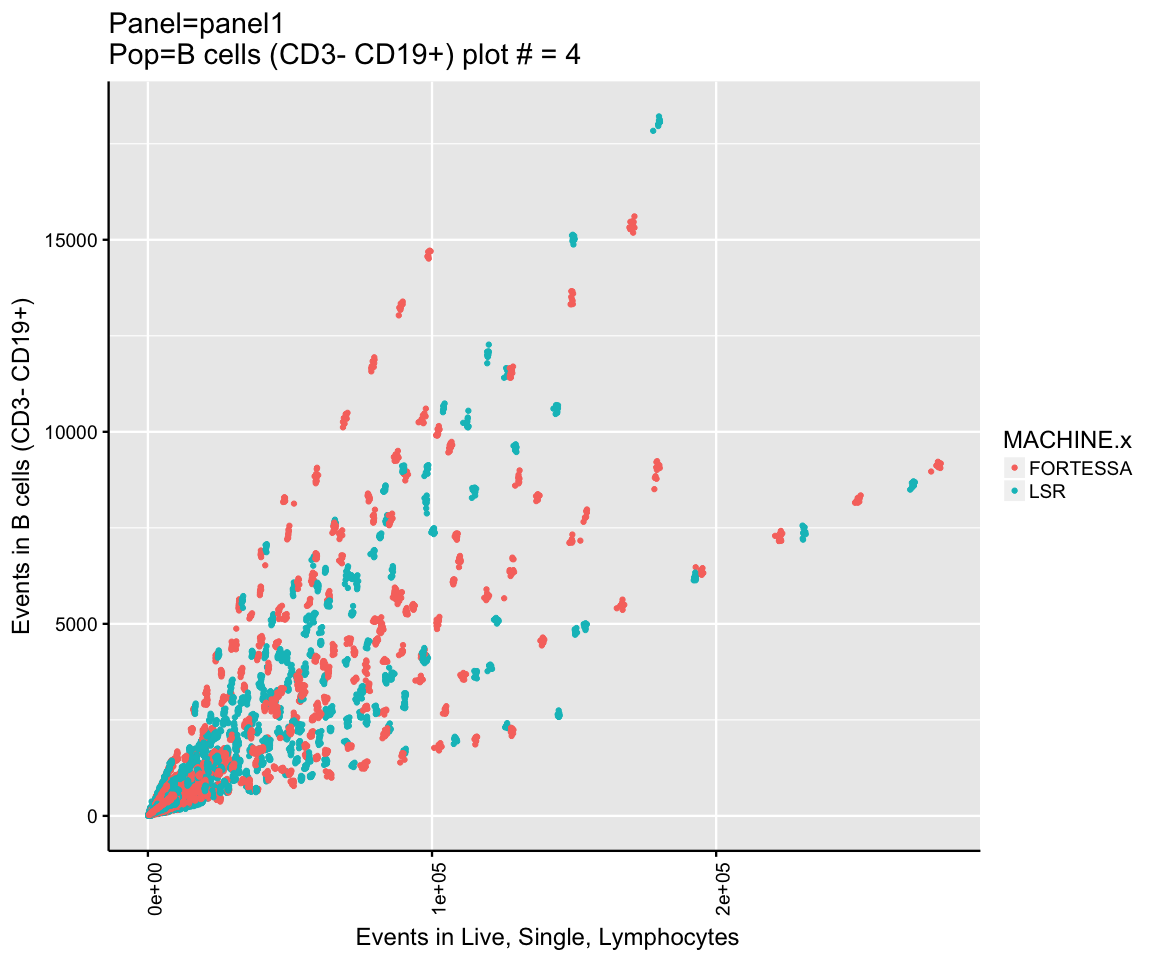 Panel=panel1
Pop=B cells (CD3- CD19+) plot # = 4
Events in B cells (CD3- CD19+)
15000
10000
5000
0
0e+00
1e+05
2e+05
Events in Live, Single, Lymphocytes
MACHINE.x
FORTESSA
LSR